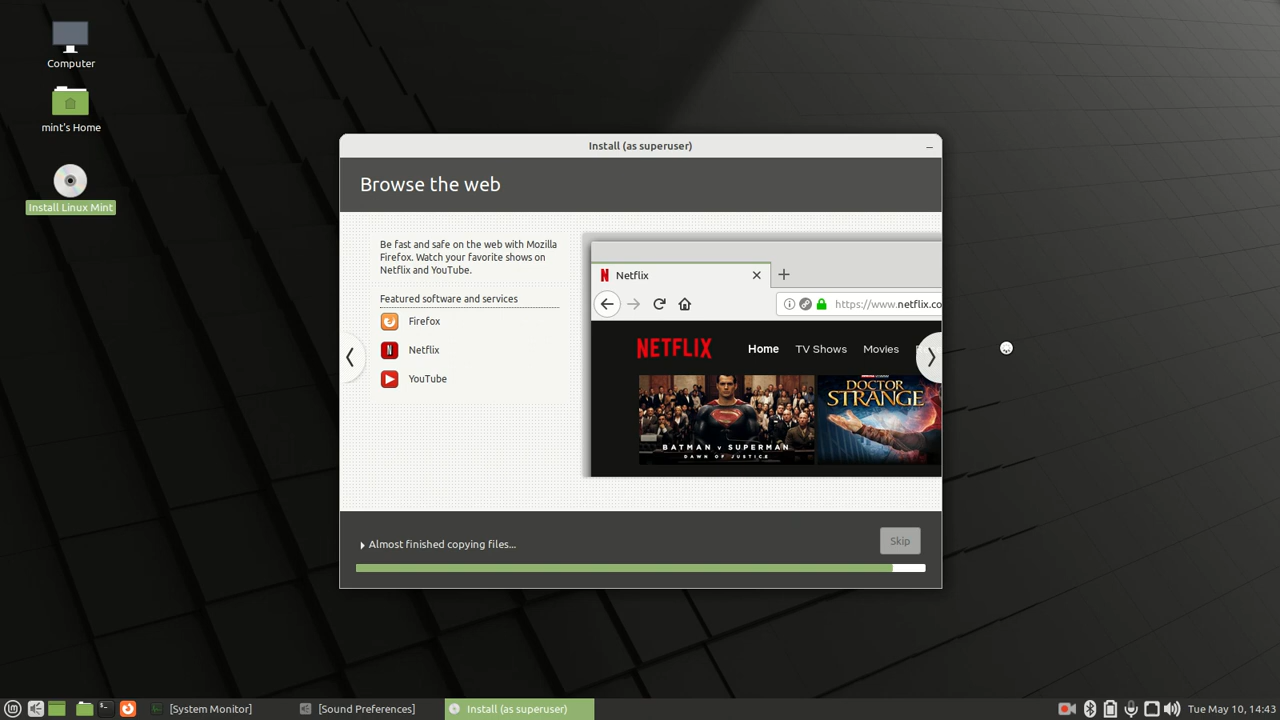 Computer
mint's Home
Install Linux Mint
Install (as superuser)
Browse the web
Be fast and safe on the web with Mozilla
Firefox. Watch your favorite shows on
Netflix and YouTube.
Featured software and services
Firefox
Netflix
YouTube
Netflix
https://www.netflix.co
NETFLIX Home TV Shows Movies
DOCTOR
STRANGE
BATMAN V SUPERMAN
DAWN OF JUSTICE
Almost finished copying files...
Skip
[System Monitor] [Sound Preferences] Install (as superuser) Tue May 10, 14:43